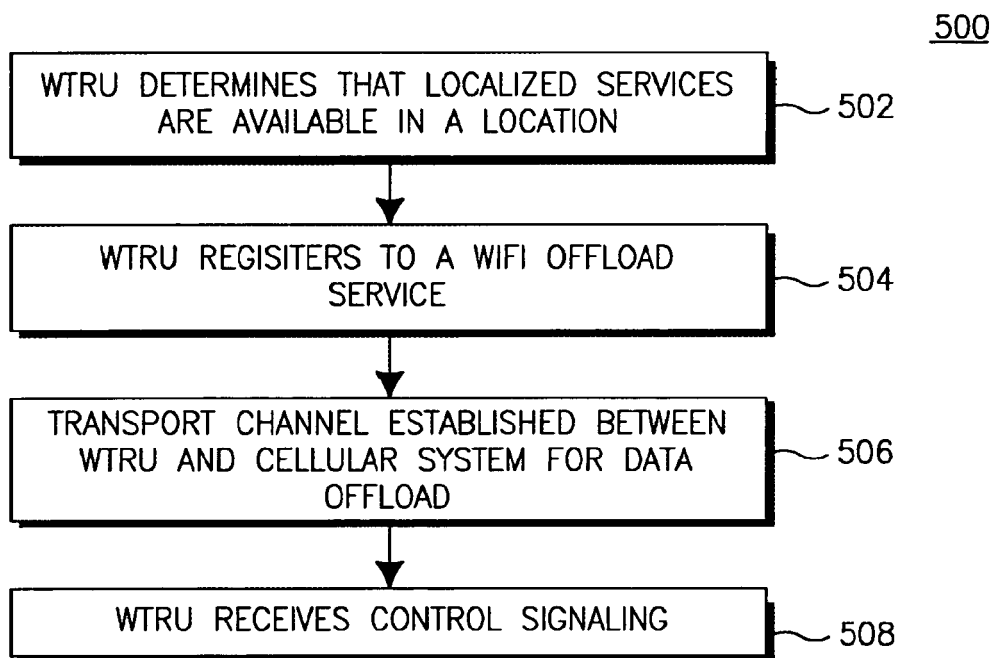 500
WTRU DETERMINES THAT LOCALIZED SERVICES
ARE AVAILABLE IN A LOCATION
502
WTRU REGISITERS TO A WIFI OFFLOAD
SERVICE
504
TRANSPORT CHANNEL ESTABLISHED BETWEEN
WTRU AND CELLULAR SYSTEM FOR DATA
OFFLOAD
506
WTRU RECEIVES CONTROL SIGNALING
508